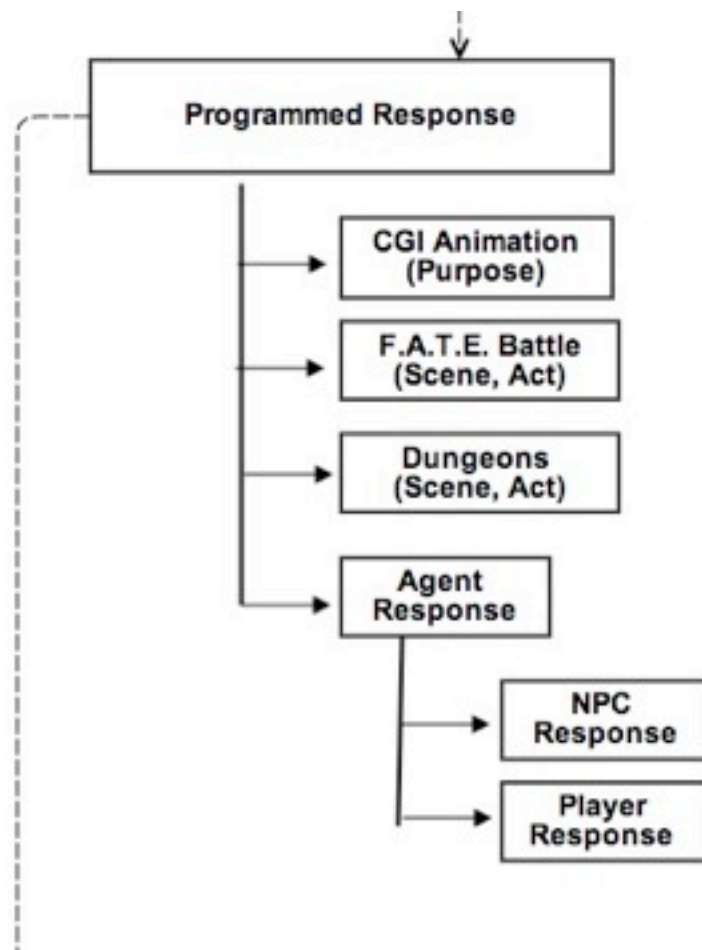 Programmed Response
CGI Animation
(Purpose)
F.A.T.E. Battle
(Scene, Act)
Dungeons
(Scene, Act)
Agent
Response
NPC
Response
Player
Response